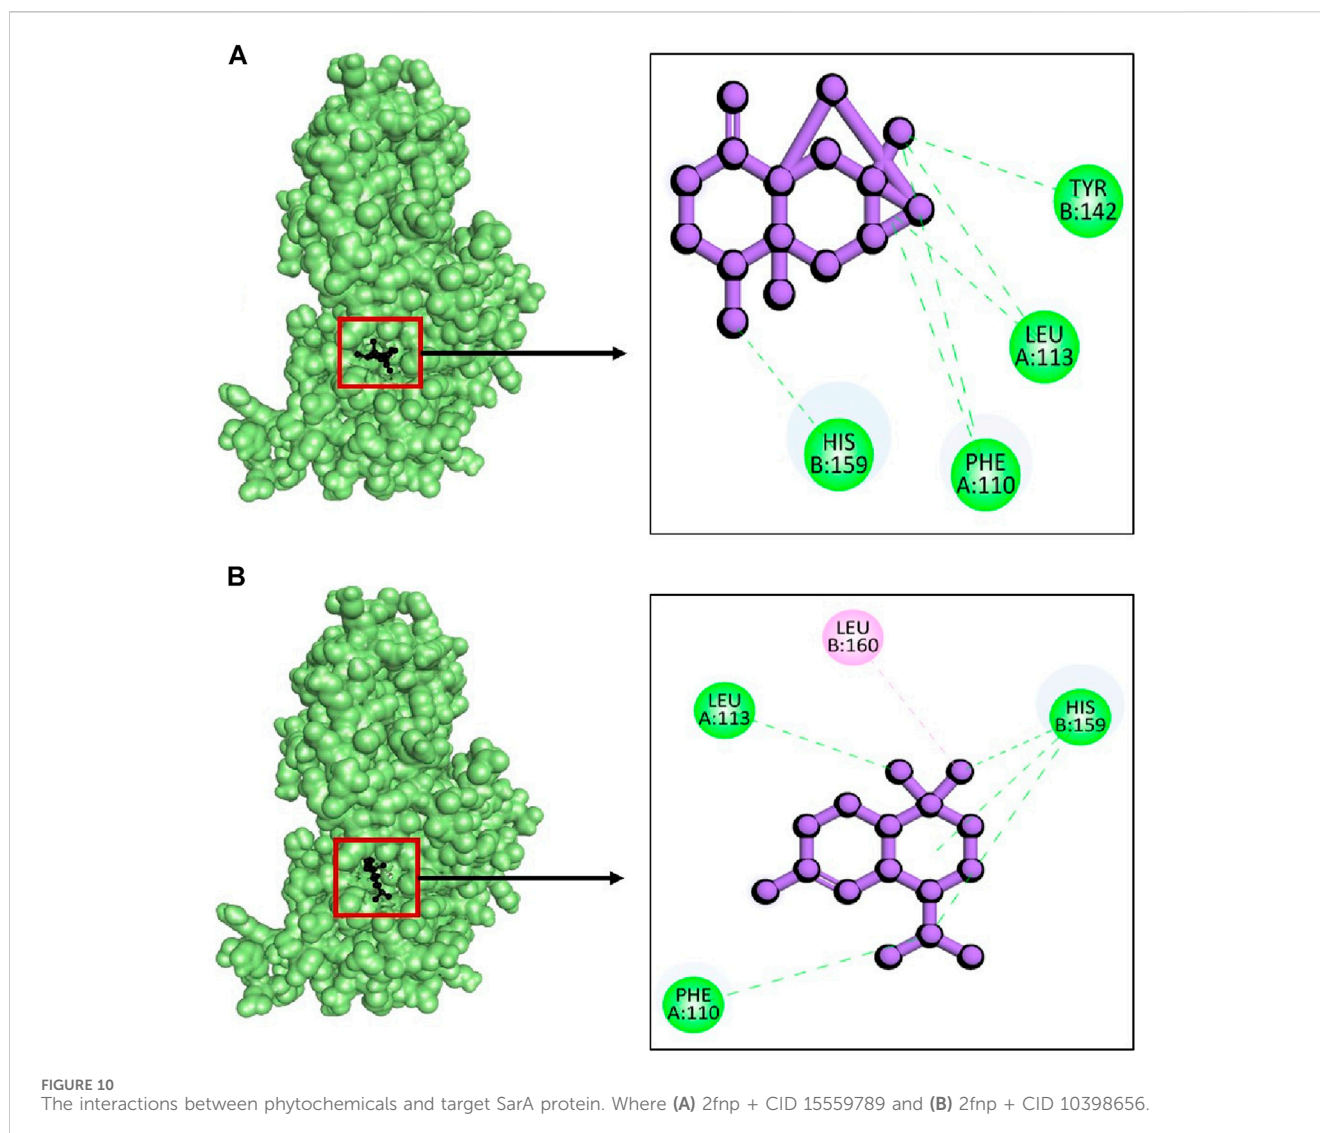 A
TYR
B:142
LEU
A:113
HIS
B:159
PHE
A:110
B
LEU
B:160
LEU
A:113
HIS
B:159
PHE
A:110
FIGURE 10
The interactions between phytochemicals and target SarA protein. Where (A) 2fnp + CID 15559789 and (B) 2fnp + CID 10398656.